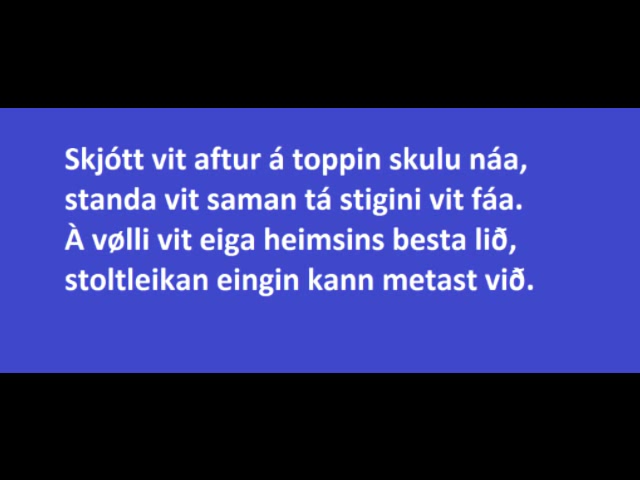 Skjótt vit aftur á toppin skulu náa,
standa vit saman tá stigini vit fáa.
À vølli vit eiga heimsins besta lið,
stoltleikan eingin kann metast við.